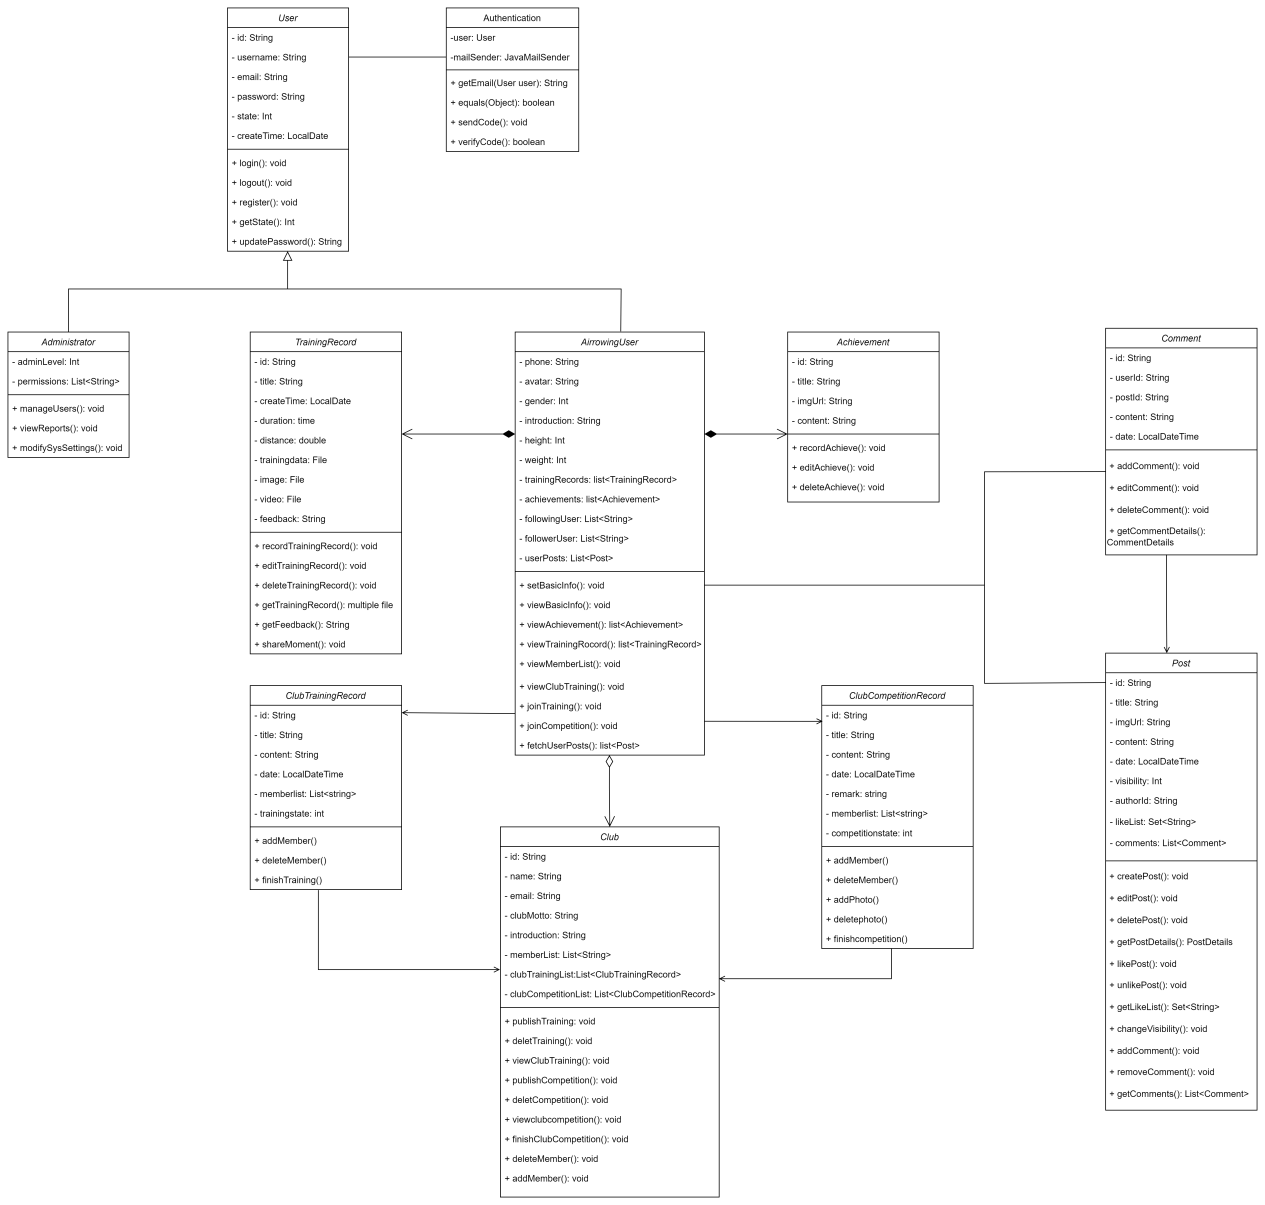 User
- id: String
- username: String
- email: String
- password: String
- state: Int
- createTime: LocalDate
+ login(): void
+ logout(): void
+ register(): void
+ getState(): Int
+ updatePassword(): String
Authentication
-user: User
-mailSender: JavaMailSender
+ getEmail(User user): String
+ equals(Object): boolean
+ sendCode(): void
+ verifyCode(): boolean
Administrator
- adminLevel: Int
- permissions: List<String>
+ manageUsers(): void
+ viewReports(): void
+ modifySysSettings(): void
TrainingRecord
- id: String
- title: String
- createTime: LocalDate
- duration: time
- distance: double
- trainingdata: File
- image: File
- video: File
- feedback: String
+ recordTrainingRecord(): void
+ editTrainingRecord(): void
+ deleteTrainingRecord(): void
+ getTrainingRecord(): multiple file
+ getFeedback(): String
+ shareMoment(): void
AirrowingUser
- phone: String
- avatar: String
- gender: Int
- introduction: String
- height: Int
- weight: Int
- trainingRecords: list<TrainingRecord>
- achievements: list<Achievement>
- followingUser: List<String>
- followerUser: List<String>
- userPosts: List<Post>
+ setBasicInfo(): void
+ viewBasicInfo(): void
+ viewAchievement(): list<Achievement>
+ viewTrainingRocord(): list<TrainingRecord>
+ viewMemberList(): void
+ viewClubTraining(): void
+ joinTraining(): void
+ joinCompetition(): void
+ fetchUserPosts(): list<Post>
Achievement
- id: String
- title: String
- imgUrl: String
- content: String
+ recordAchieve(): void
+ editAchieve(): void
+ deleteAchieve(): void
Comment
- id: String
- userId: String
- postId: String
- content: String
- date: LocalDateTime
+ addComment(): void
+ editComment(): void
+ deleteComment(): void
+ getCommentDetails():
CommentDetails
ClubTrainingRecord
- id: String
- title: String
- content: String
- date: LocalDateTime
- memberlist: List<string>
- trainingstate: int
+ addMember()
+ deleteMember()
+ finishTraining()
ClubCompetitionRecord
- id: String
- title: String
- content: String
- date: LocalDateTime
- remark: string
- memberlist: List<string>
- competitionstate: int
+ addMember()
+ deleteMember()
+ addPhoto()
+ deletephoto()
+ finishcompetition()
Post
- id: String
- title: String
- imgUrl: String
- content: String
- date: LocalDateTime
- visibility: Int
- authorId: String
- likeList: Set<String>
- comments: List<Comment>
+ createPost(): void
+ editPost(): void
+ deletePost(): void
+ getPostDetails(): PostDetails
+ likePost(): void
+ unlikePost(): void
+ getLikeList(): Set<String>
+ changeVisibility(): void
+ addComment(): void
+ removeComment(): void
+ getComments(): List<Comment>
Club
- id: String
- name: String
- email: String
- clubMotto: String
- introduction: String
- memberList: List<String>
- clubTrainingList:List<ClubTrainingRecord>
- clubCompetitionList: List<ClubCompetitionRecord>
+ publishTraining: void
+ deletTraining(): void
+ viewClubTraining(): void
+ publishCompetition(): void
+ deletCompetition(): void
+ viewclubcompetition(): void
+ finishClubCompetition(): void
+ deleteMember(): void
+ addMember(): void